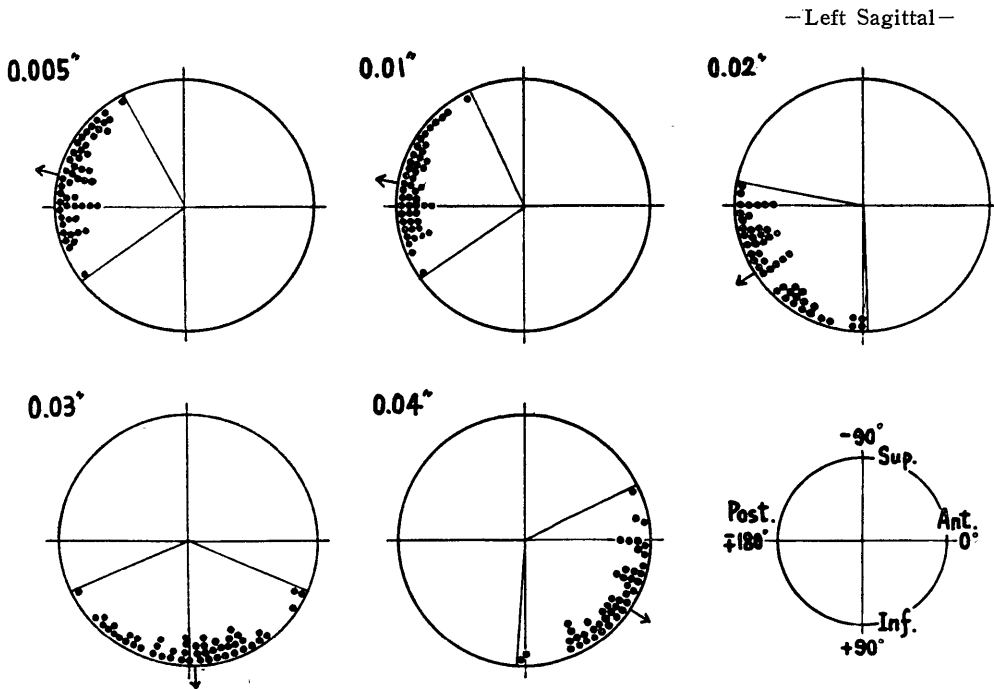 —Left Sagittal—
0.005"
0.01"
0.02"
0.03"
0.04"
-90°
Sup.
Post.
Ant.
∓180°
0°
Inf.
+90°